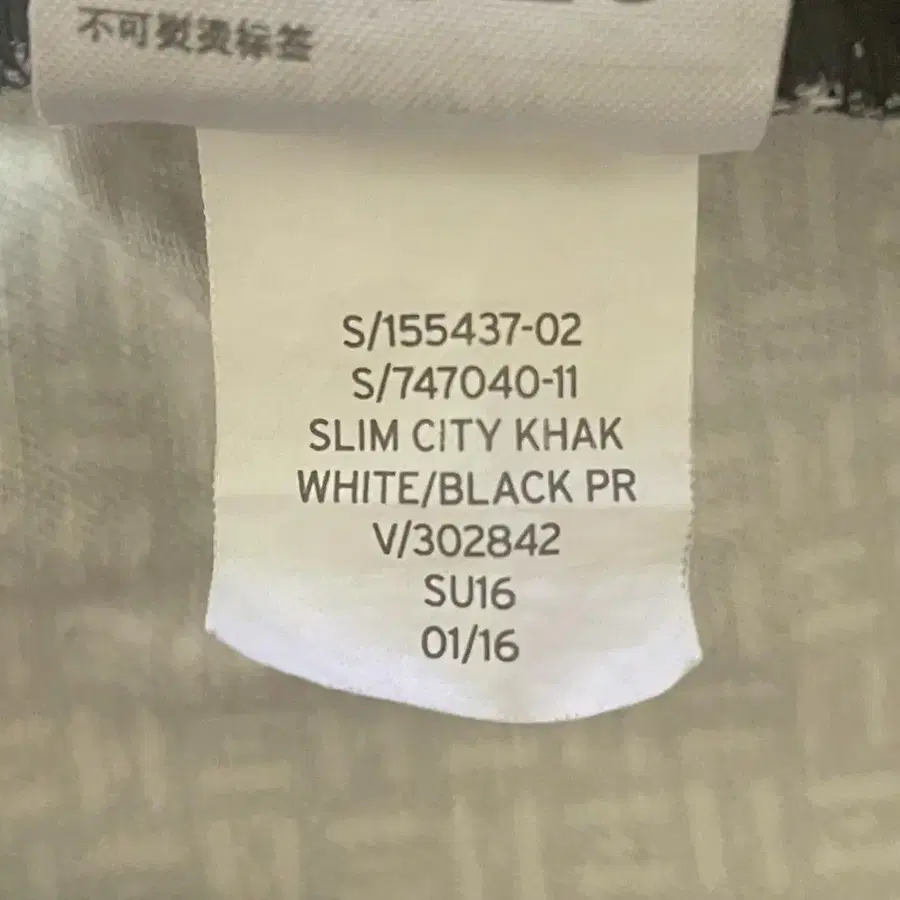 不可熨烫标签
S/155437-02
S/747040-11
SLIM CITY KHAK
WHITE/BLACK PR
V/302842
SU16
01/16